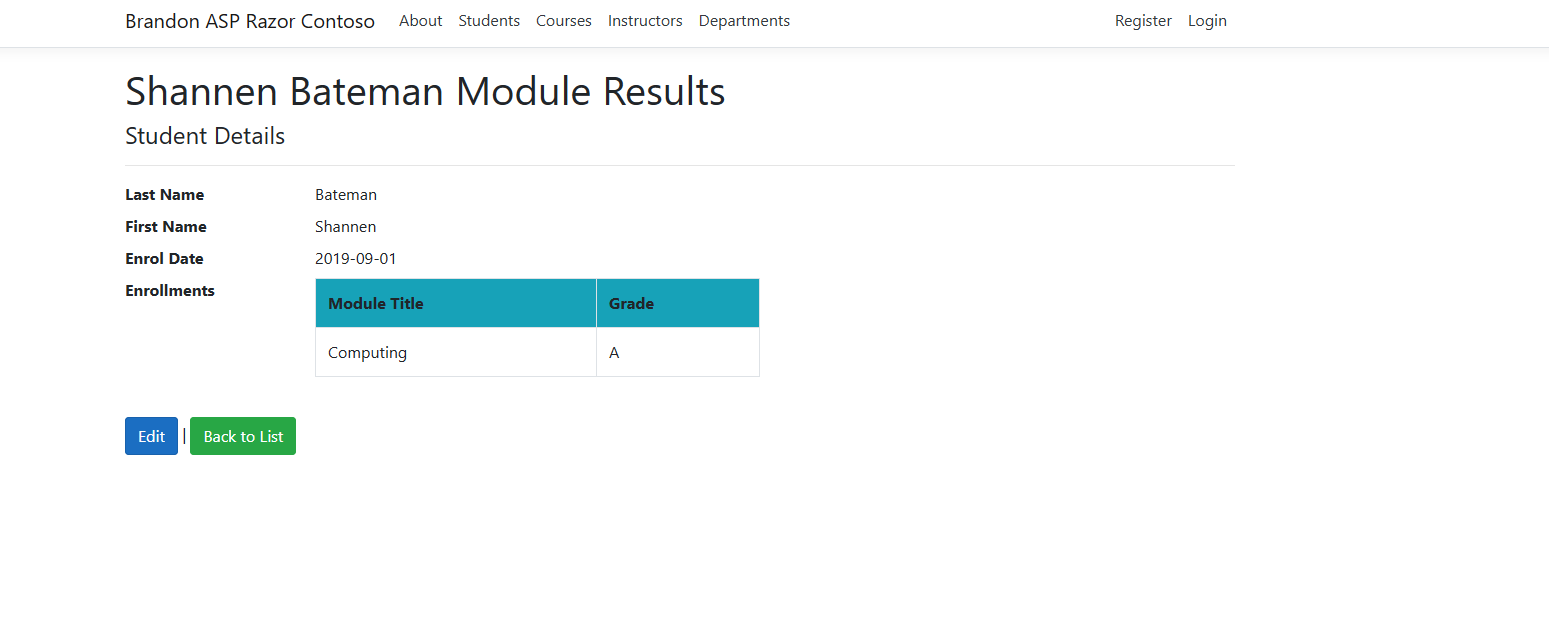 Brandon ASP Razor Contoso About Students Courses Instructors Departments Register Login
Shannen Bateman Module Results
Student Details
Last Name Bateman
First Name Shannen
Enrol Date 2019-09-01
Enrollments Module Title Grade
Computing A
Edit | Back to List